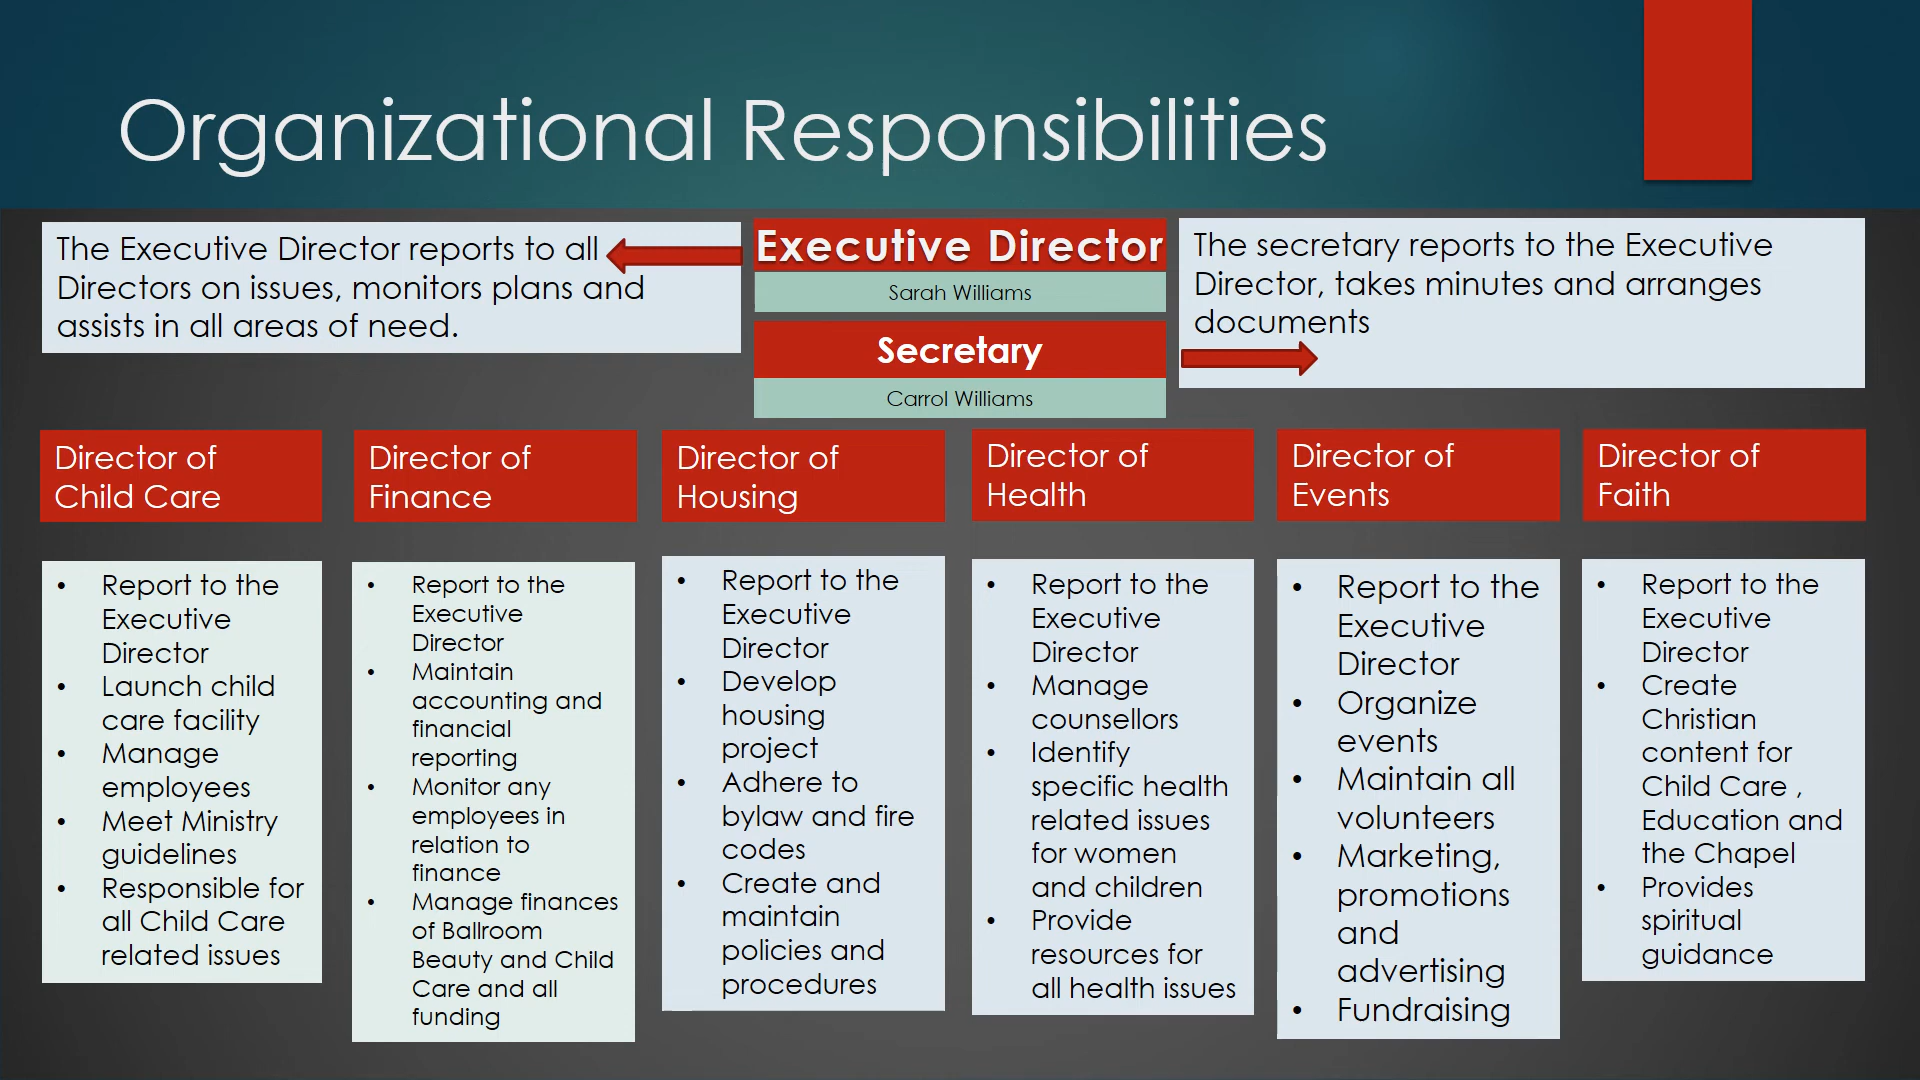 Organizational Responsibilities
The Executive Director reports to all
Directors on issues, monitors plans and
assists in all areas of need.
Executive Director
Sarah Williams
Secretary
Carrol Williams
The secretary reports to the Executive
Director, takes minutes and arranges
documents
Director of
Child Care
• Report to the
Executive
Director
• Launch child
care facility
• Manage
employees
• Meet Ministry
guidelines
• Responsible for
all Child Care
related issues
Director of
Finance
• Report to the
Executive
Director
• Maintain
accounting and
financial
reporting
• Monitor any
employees in
relation to
finance
• Manage finances
of Ballroom
Beauty and Child
Care and all
funding
Director of
Housing
• Report to the
Executive
Director
• Develop
housing
project
• Adhere to
bylaw and fire
codes
• Create and
maintain
policies and
procedures
Director of
Health
• Report to the
Executive
Director
• Manage
counsellors
• Identify
specific health
related issues
for women
and children
• Provide
resources for
all health issues
Director of
Events
• Report to the
Executive
Director
• Organize
events
• Maintain all
volunteers
• Marketing,
promotions
and
advertising
• Fundraising
Director of
Faith
• Report to the
Executive
Director
• Create
Christian
content for
Child Care ,
Education and
the Chapel
• Provides
spiritual
guidance